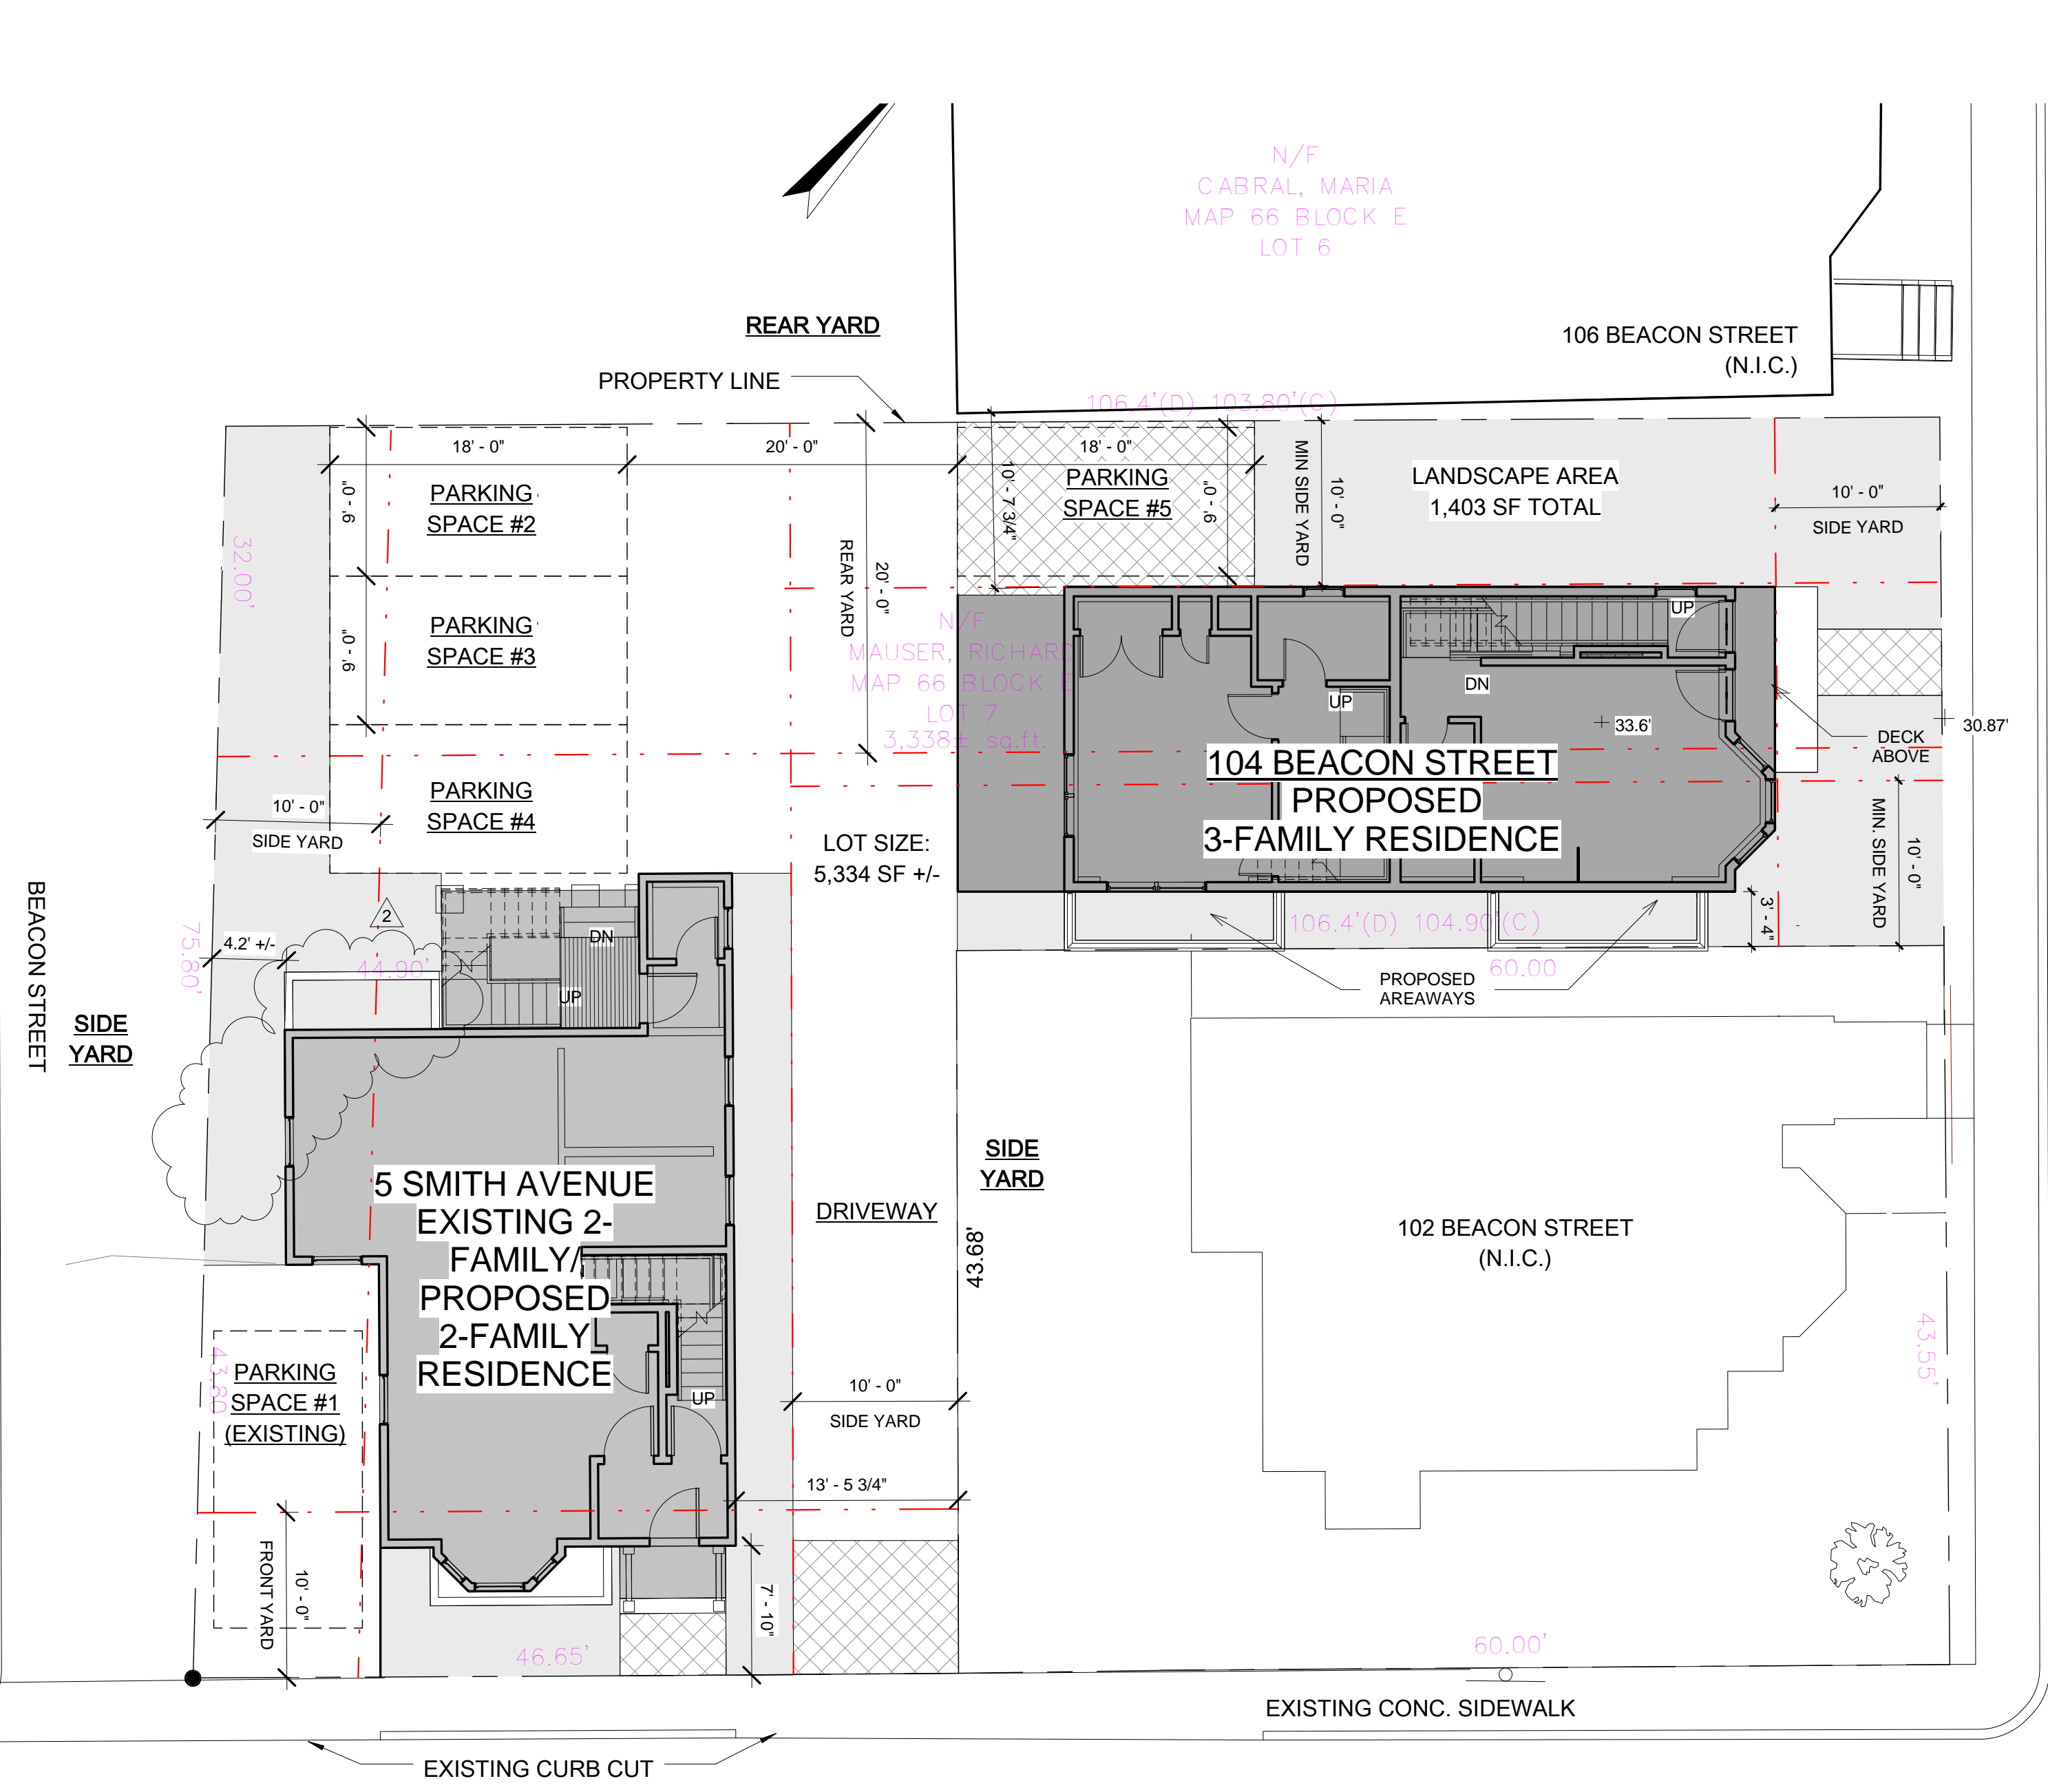 N/F
CABRAL, MARIA
MAP 66 BLOCK E
LOT 6
REAR YARD
106 BEACON STREET
(N.I.C.)
PROPERTY LINE
106.4'(D) 103.80'(C)
18' - 0"
20' - 0"
18' - 0"
9' - 0"
PARKING
SPACE #2
10' - 7 3/4"
PARKING
SPACE #5
9' - 0"
MIN SIDE YARD
10' - 0"
LANDSCAPE AREA
1,403 SF TOTAL
10' - 0"
SIDE YARD
32.00'
REAR YARD
20' - 0"
9' - 0"
PARKING
SPACE #3
N/F
MAUSER, RICHARD
MAP 66 BLOCK E
LOT 7
3,338± sq.ft.
UP
DN
UP
33.6'
30.87'
DECK
ABOVE
104 BEACON STREET
PROPOSED
3-FAMILY RESIDENCE
PARKING
SPACE #4
10' - 0"
SIDE YARD
LOT SIZE:
5,334 SF +/-
MIN. SIDE YARD
10' - 0"
3' - 4"
BEACON STREET
2
4.2' +/-
75.80'
44.90'
DN
UP
106.4'(D) 104.90'(C)
60.00
PROPOSED
AREAWAYS
SIDE
YARD
5 SMITH AVENUE
EXISTING 2-
FAMILY/
PROPOSED
2-FAMILY
RESIDENCE
DRIVEWAY
SIDE
YARD
43.68'
102 BEACON STREET
(N.I.C.)
43.55'
43.80
PARKING
SPACE #1
(EXISTING)
UP
10' - 0"
SIDE YARD
13' - 5 3/4"
FRONT YARD
10' - 0"
7' - 10"
46.65'
60.00'
EXISTING CONC. SIDEWALK
EXISTING CURB CUT